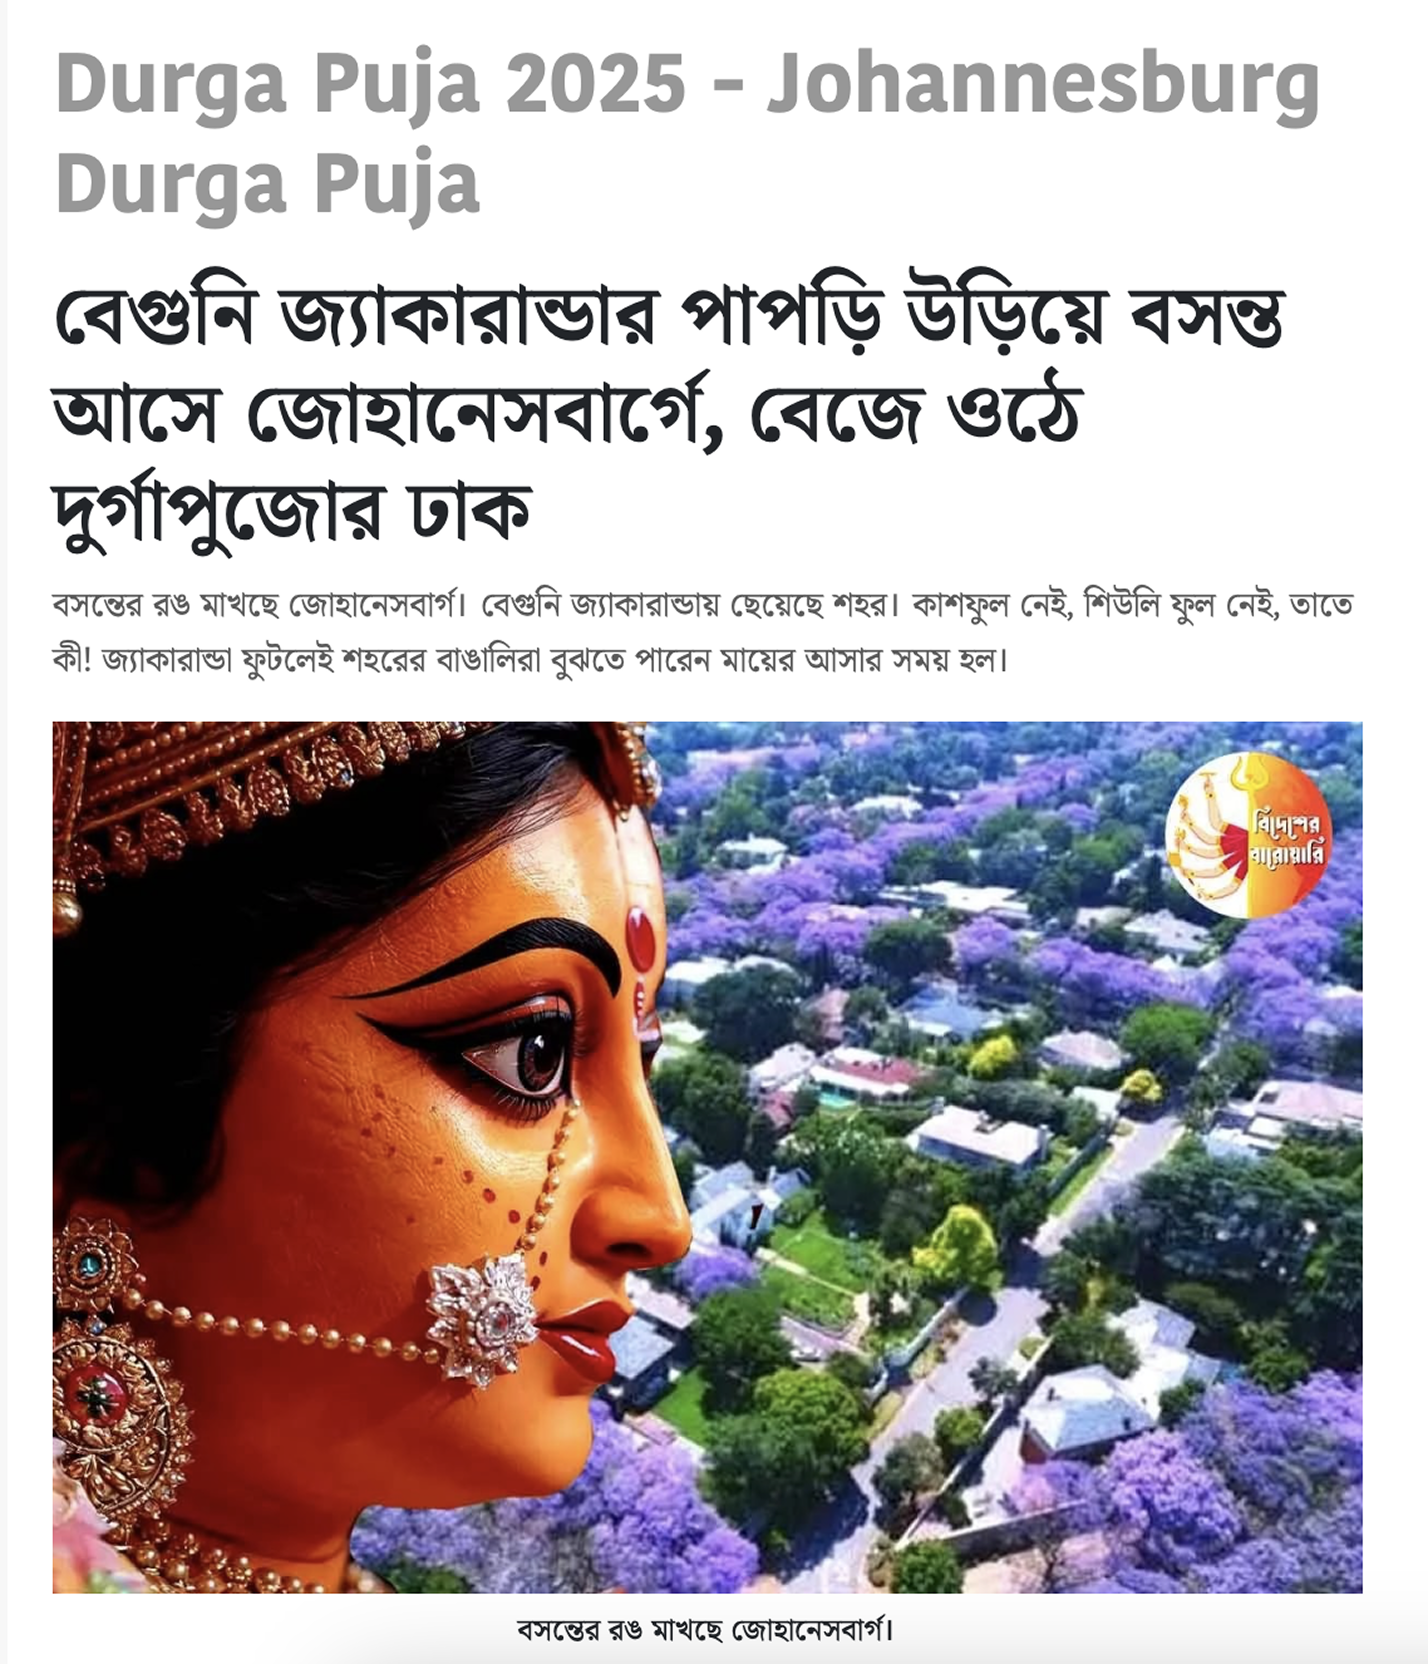 Durga Puja 2025 - Johannesburg
Durga Puja
বেগুনি জ্যাকারান্ডার পাপড়ি উড়িয়ে বসন্ত
আসে জোহানেসবার্গে, বেজে ওঠে
দুর্গাপুজোর ঢাক
বসন্তের রঙ মাখছে জোহানেসবার্গ। বেগুনি জ্যাকারান্ডায় ছেয়েছে শহর। কাশফুল নেই, শিউলি ফুল নেই, তাতে
কী! জ্যাকারান্ডা ফুটলেই শহরের বাঙালিরা বুঝতে পারেন মায়ের আসার সময় হল।
বিদেশের
বারোয়ারি
বসন্তের রঙ মাখছে জোহানেসবার্গ।